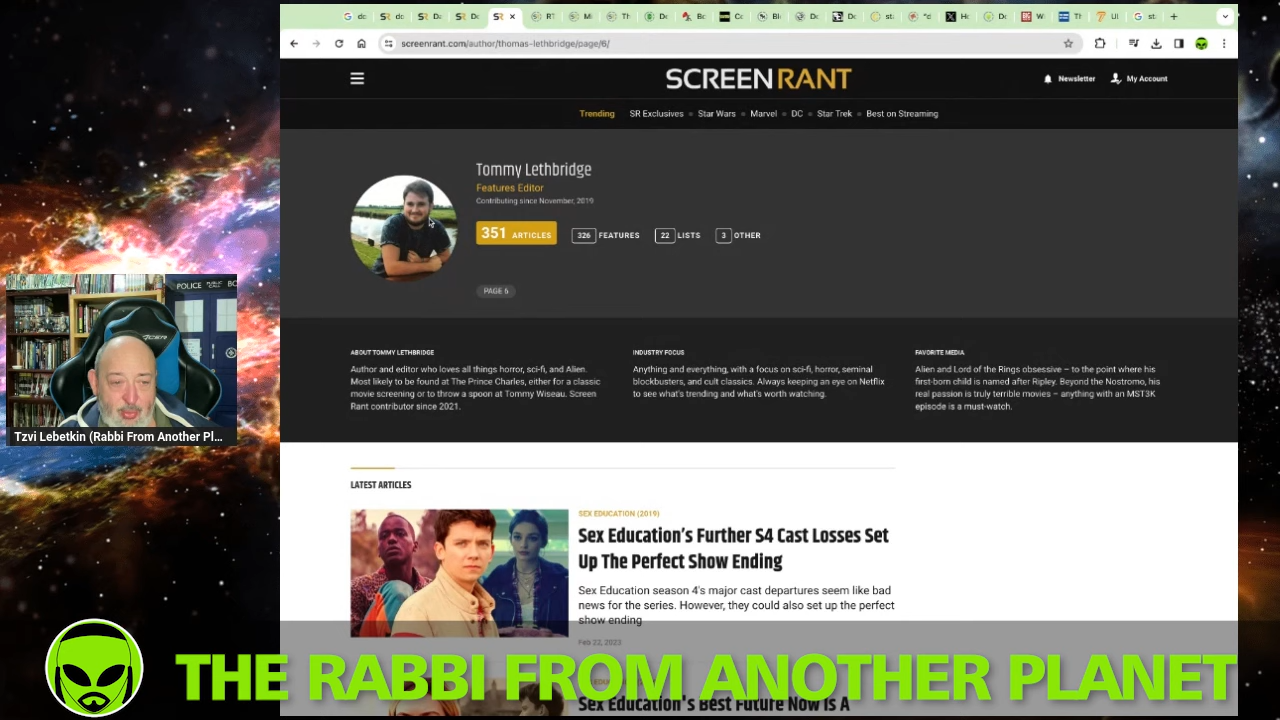 screenrant.com/author/thomas-lethbridge/page/6/
SCREENRANT
Newsletter
My Account
Trending
SR Exclusives
Star Wars
Marvel
DC
Star Trek
Best on Streaming
Tommy Lethbridge
Features Editor
Contributing since November, 2019
351 ARTICLES
326 FEATURES
22 LISTS
3 OTHER
PAGE 6
ABOUT TOMMY LETHBRIDGE
Author and editor who loves all things horror, sci-fi, and Alien.
Most likely to be found at The Prince Charles, either for a classic
movie screening or to throw a spoon at Tommy Wiseau. Screen
Rant contributor since 2021.
INDUSTRY FOCUS
Anything and everything, with a focus on sci-fi, horror, seminal
blockbusters, and cult classics. Always keeping an eye on Netflix
to see what's trending and what's worth watching.
FAVORITE MEDIA
Alien and Lord of the Rings obsessive – to the point where his
first-born child is named after Ripley. Beyond the Nostromo, his
real passion is truly terrible movies – anything with an MST3K
episode is a must-watch.
LATEST ARTICLES
SEX EDUCATION (2019)
Sex Education's Further S4 Cast Losses Set
Up The Perfect Show Ending
Sex Education season 4's major cast departures seem like bad
news for the series. However, they could also set up the perfect
show ending
Feb 22, 2023
Sex Education's Best Future Now Is A
POLICE PUBLIC CALL BO
Tzvi Lebetkin (Rabbi From Another Pl...
THE RABBI FROM ANOTHER PLANET